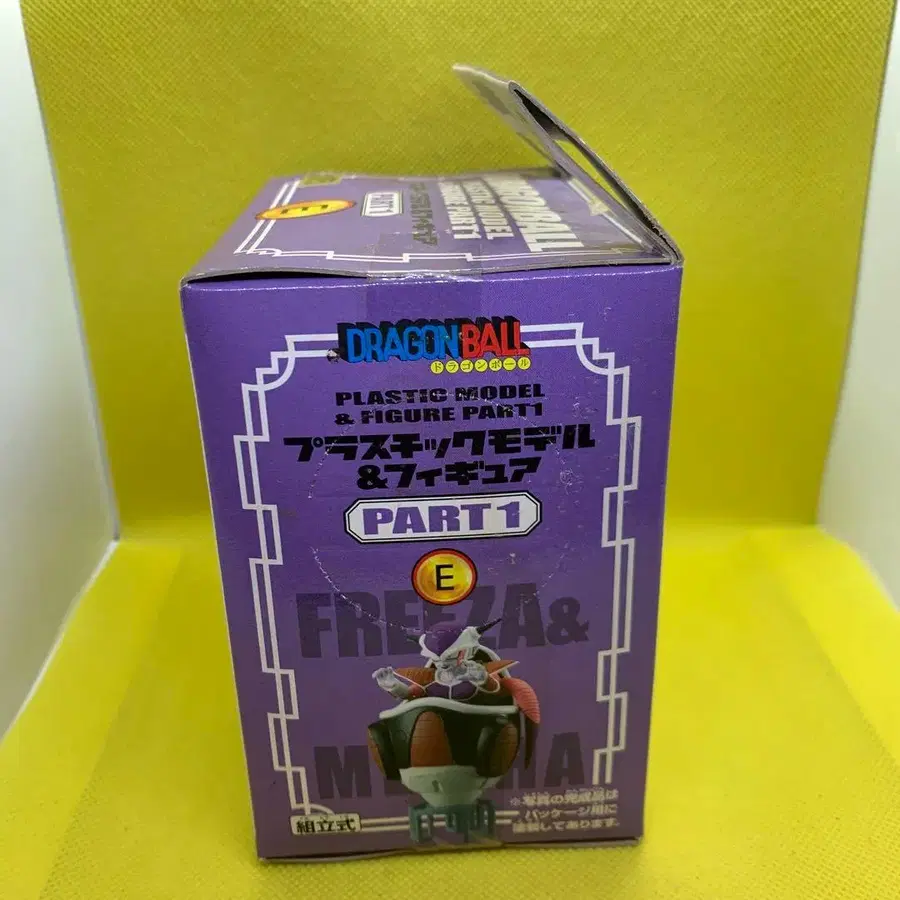 E
PART1
DRAGON BALL
ドラゴンボール
PLASTIC MODEL
& FIGURE PART1
プラスチックモデル
&フィギュア
PART 1
E
FREEZA&
組立式
※写真の完成品は
パッケージ用に
塗装してあります。